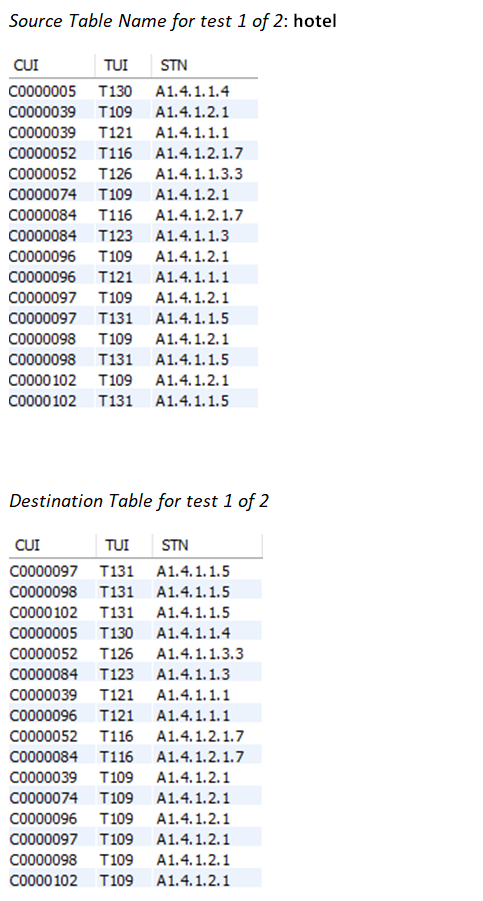 Source Table Name for test 1 of 2: hotel
CUI TUI STN
C0000005 T130 A1.4.1.1.4
C0000039 T109 A1.4.1.2.1
C0000039 T121 A1.4.1.1.1
C0000052 T116 A1.4.1.2.1.7
C0000052 T126 A1.4.1.1.3.3
C0000074 T109 A1.4.1.2.1
C0000084 T116 A1.4.1.2.1.7
C0000084 T123 A1.4.1.1.3
C0000096 T109 A1.4.1.2.1
C0000096 T121 A1.4.1.1.1
C0000097 T109 A1.4.1.2.1
C0000097 T131 A1.4.1.1.5
C0000098 T109 A1.4.1.2.1
C0000098 T131 A1.4.1.1.5
C0000102 T109 A1.4.1.2.1
C0000102 T131 A1.4.1.1.5
Destination Table for test 1 of 2
CUI TUI STN
C0000097 T131 A1.4.1.1.5
C0000098 T131 A1.4.1.1.5
C0000102 T131 A1.4.1.1.5
C0000005 T130 A1.4.1.1.4
C0000052 T126 A1.4.1.1.3.3
C0000084 T123 A1.4.1.1.3
C0000039 T121 A1.4.1.1.1
C0000096 T121 A1.4.1.1.1
C0000052 T116 A1.4.1.2.1.7
C0000084 T116 A1.4.1.2.1.7
C0000039 T109 A1.4.1.2.1
C0000074 T109 A1.4.1.2.1
C0000096 T109 A1.4.1.2.1
C0000097 T109 A1.4.1.2.1
C0000098 T109 A1.4.1.2.1
C0000102 T109 A1.4.1.2.1